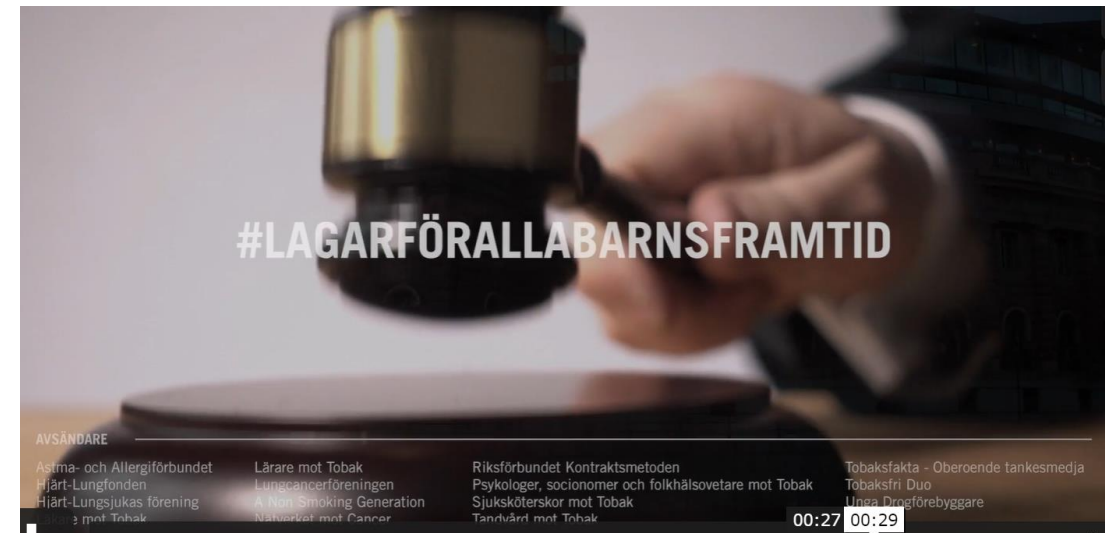 #LAGARFÖRALLABARNSFRAMTID
AVSÄNDARE
Astma- och Allergiförbundet
Hjärt-Lungfonden
Hjärt-Lungsjukas förening
e mot Tobak
Lärare mot Tobak
Lungcancerföreningen
A Non Smoking Generation
Nätverket mot Cancer
Riksförbundet Kontraktsmetoden
Psykologer, socionomer och folkhälsovetare mot Tobak
Sjuksköterskor mot Tobak
Tandvård mot Tobak
Tobaksfakta - Oberoende tankesmedja
Tobaksfri Duo
Unga Drogförebyggare
00:27 00:29